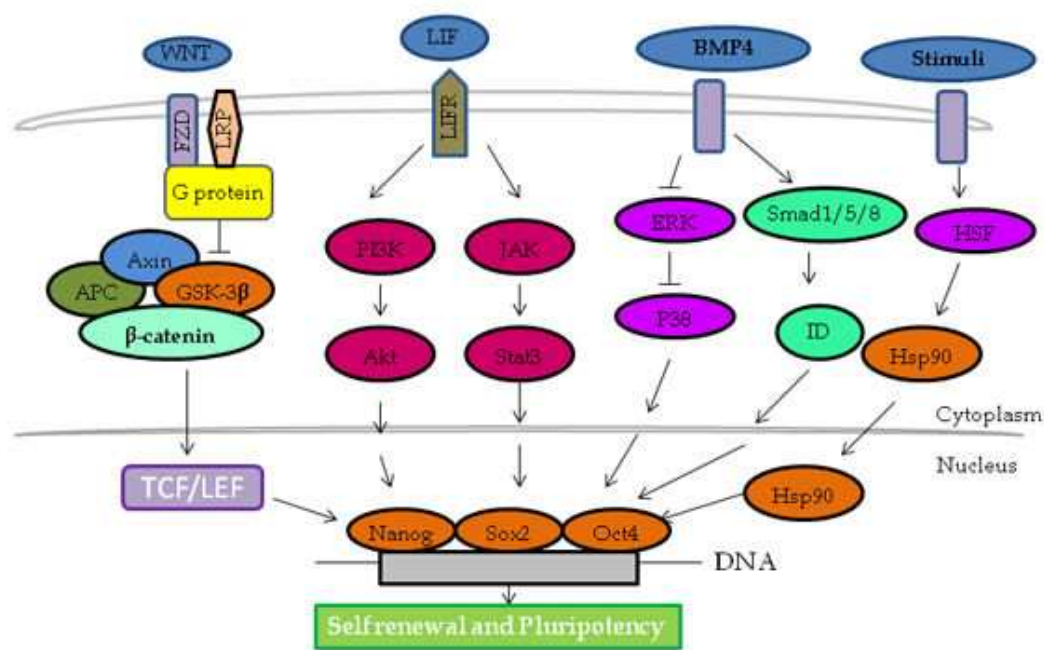 WNT
LIF
BMP4
Stimuli
FZD
LRP
LIFR
G protein
Smad1/5/8
ERK
HSF
Axin
PI3K
JAK
APC
GSK-3β
P38
β-catenin
ID
Akt
Stat3
Hsp90
Cytoplasm
Nucleus
TCF/LEF
Hsp90
Nanog
Sox2
Oct4
DNA
Selfrenewal and Pluripotency